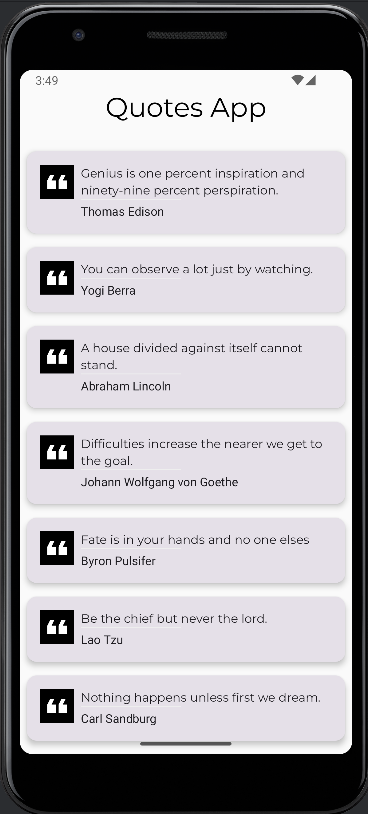 3:49
Quotes App
Genius is one percent inspiration and
ninety-nine percent perspiration.
Thomas Edison
You can observe a lot just by watching.
Yogi Berra
A house divided against itself cannot
stand.
Abraham Lincoln
Difficulties increase the nearer we get to
the goal.
Johann Wolfgang von Goethe
Fate is in your hands and no one elses
Byron Pulsifer
Be the chief but never the lord.
Lao Tzu
Nothing happens unless first we dream.
Carl Sandburg